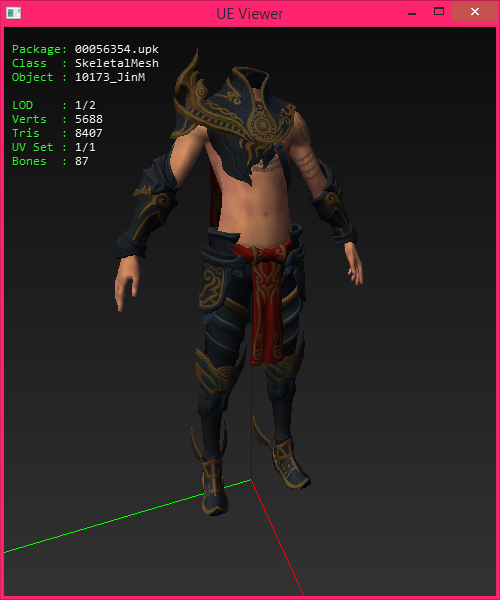 UE Viewer
Package: 00056354.upk
Class : SkeletalMesh
Object : 10173_JinM
LOD : 1/2
Verts : 5688
Tris : 8407
UV Set : 1/1
Bones : 87